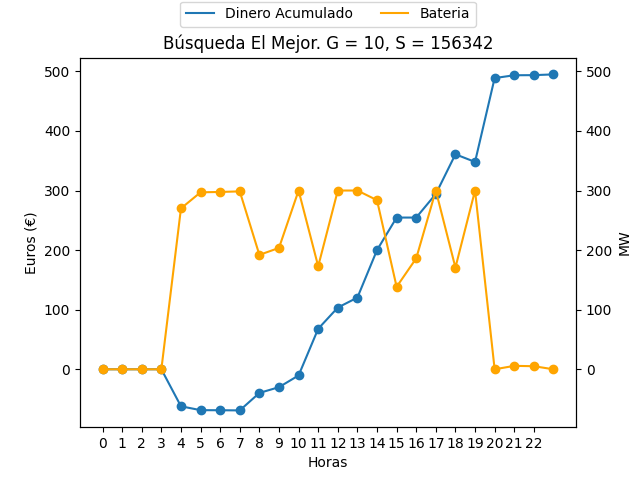 Dinero Acumulado Bateria
Búsqueda El Mejor. G = 10, S = 156342
500 500
400 400
300 300
200 200
100 100
0 0
Euros (€)
MW
0 1 2 3 4 5 6 7 8 9 10 11 12 13 14 15 16 17 18 19 20 21 22
Horas